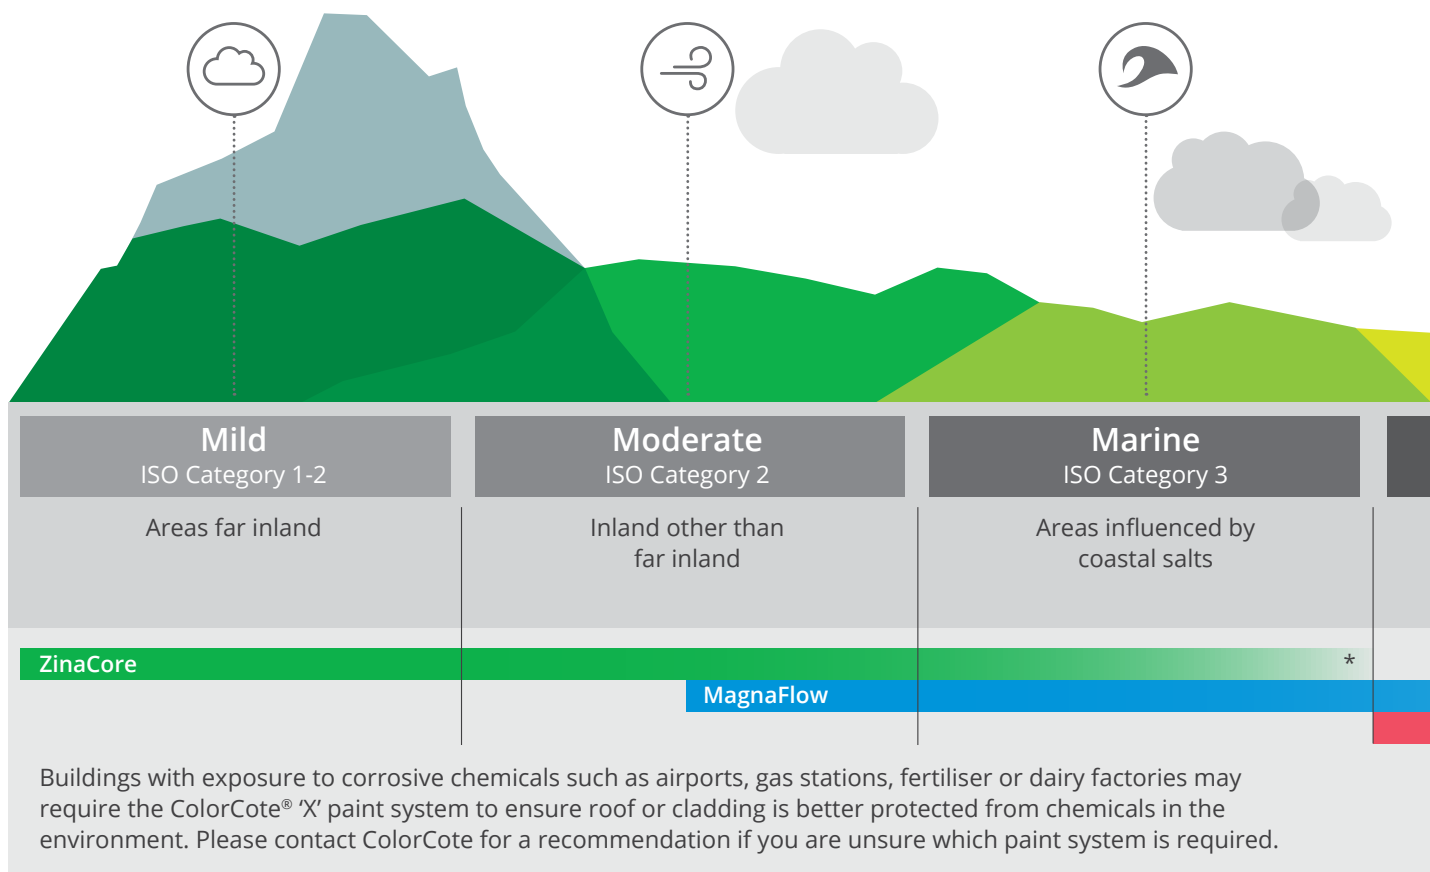 Mild
ISO Category 1-2
Moderate
ISO Category 2
Marine
ISO Category 3
Areas far inland
Inland other than
far inland
Areas influenced by
coastal salts
ZinaCore
*
MagnaFlow
Buildings with exposure to corrosive chemicals such as airports, gas stations, fertiliser or dairy factories may
require the ColorCote® ‘X’ paint system to ensure roof or cladding is better protected from chemicals in the
environment. Please contact ColorCote for a recommendation if you are unsure which paint system is required.